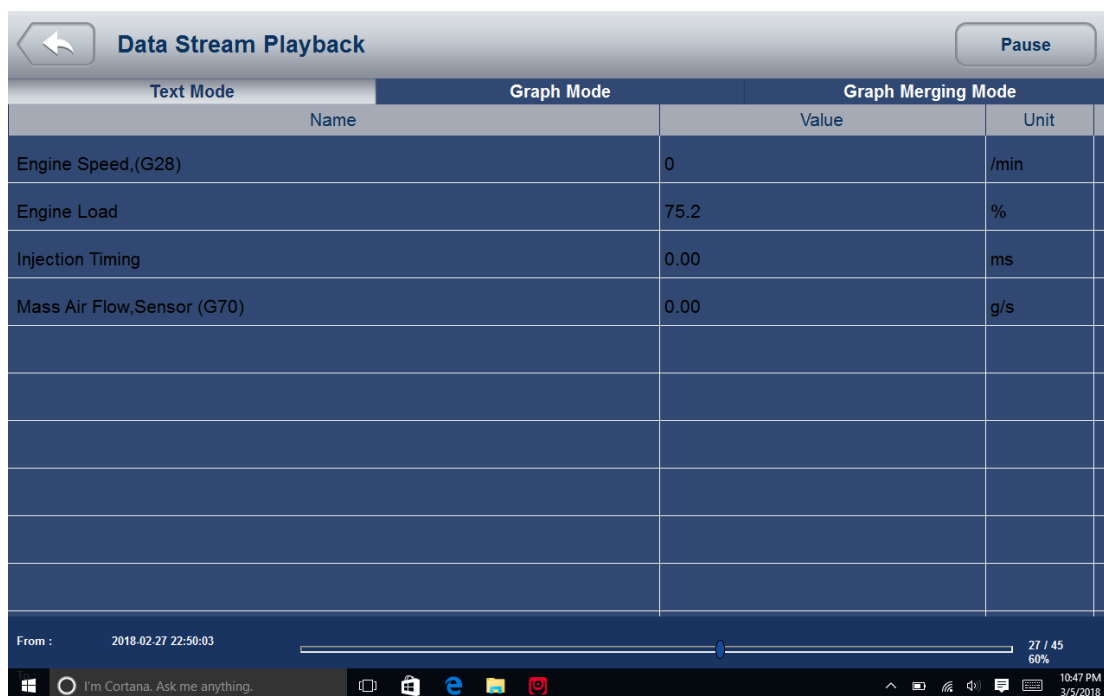 Data Stream Playback
Pause
Text Mode Graph Mode Graph Merging Mode
Name Value Unit
Engine Speed,(G28) 0 /min
Engine Load 75.2 %
Injection Timing 0.00 ms
Mass Air Flow,Sensor (G70) 0.00 g/s
From : 2018-02-27 22:50:03
27 / 45
60%
To :
I'm Cortana. Ask me anything.
10:47 PM
3/5/2018